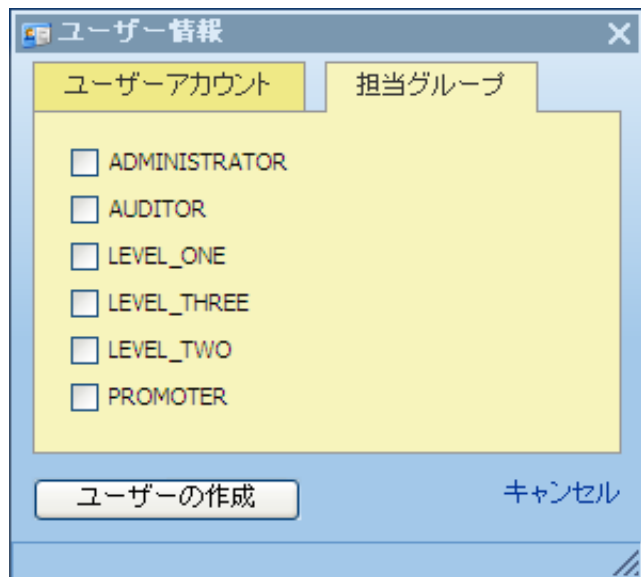 ユーザー情報
ユーザーアカウント
担当グループ
ADMINISTRATOR
AUDITOR
LEVEL_ONE
LEVEL_THREE
LEVEL_TWO
PROMOTER
ユーザーの作成
キャンセル